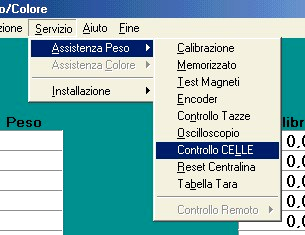 o/Colore
zione Servizio Aiuto Fine
Assistenza Peso
Assistenza Colore
Installazione
Calibrazione
Memorizzato
Test Magneti
Encoder
Controllo Tazze
Oscilloscopio
Controllo CELLE
Reset Centralina
Tabella Tara
Controllo Remoto
Peso
libr
0,0
0,0
0,0
0,0
0,0